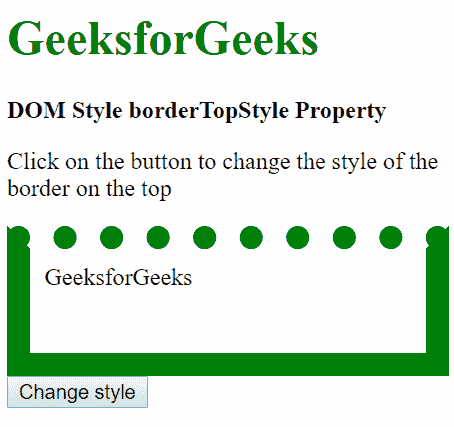 GeeksforGeeks
DOM Style borderTopStyle Property
Click on the button to change the style of the
border on the top
GeeksforGeeks
Change style